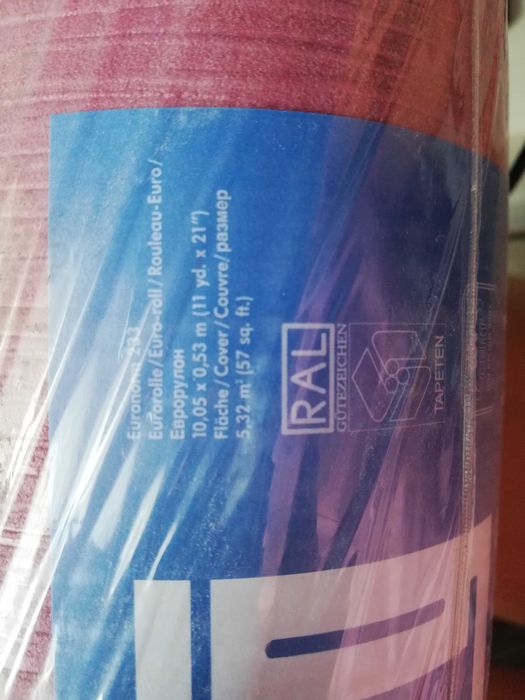 Euronorm 233
Eurorolle/Euro-roll/Rouleau-Euro/
Еврорулон
10,05 x 0,53 m (11 yd. x 21")
Fläche/Cover/Couvre/размер
5,32 m² (57 sq. ft.)
RAL
GÜTEZEICHEN
TAPETEN